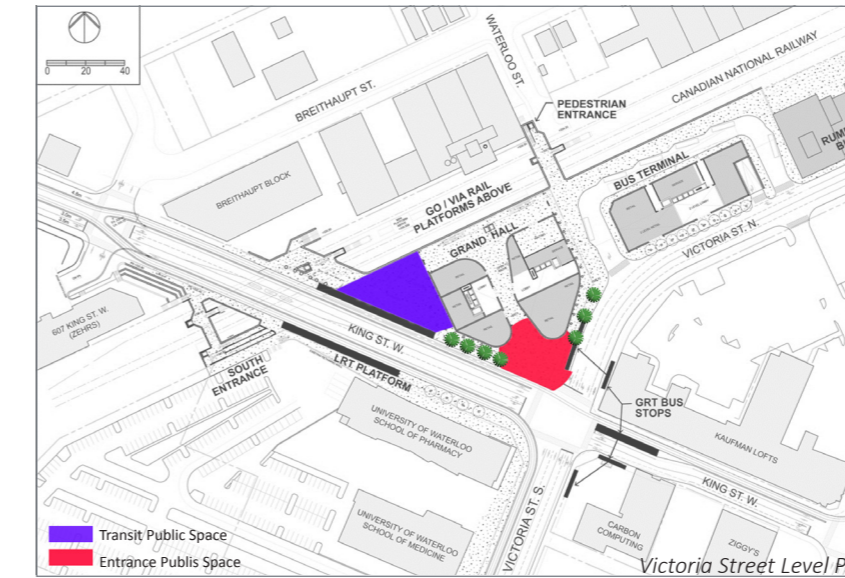 0 20 40
WATERLOO ST.
BREITHAUPT ST.
PEDESTRIAN
ENTRANCE
CANADIAN NATIONAL RAILWAY
BREITHAUPT BLOCK
GO / VIA RAIL
PLATFORMS ABOVE
BUS TERMINAL
GRAND HALL
VICTORIA ST. N.
607 KING ST. W.
(ZEHRS)
KING ST. W.
SOUTH
ENTRANCE
LRT PLATFORM
GRT BUS
STOPS
UNIVERSITY OF WATERLOO
SCHOOL OF PHARMACY
KAUFMAN LOFTS
KING ST. W.
UNIVERSITY OF WATERLOO
SCHOOL OF MEDICINE
VICTORIA ST. S.
CARBON
COMPUTING
ZIGGY'S
Transit Public Space
Entrance Publis Space
Victoria Street Level P